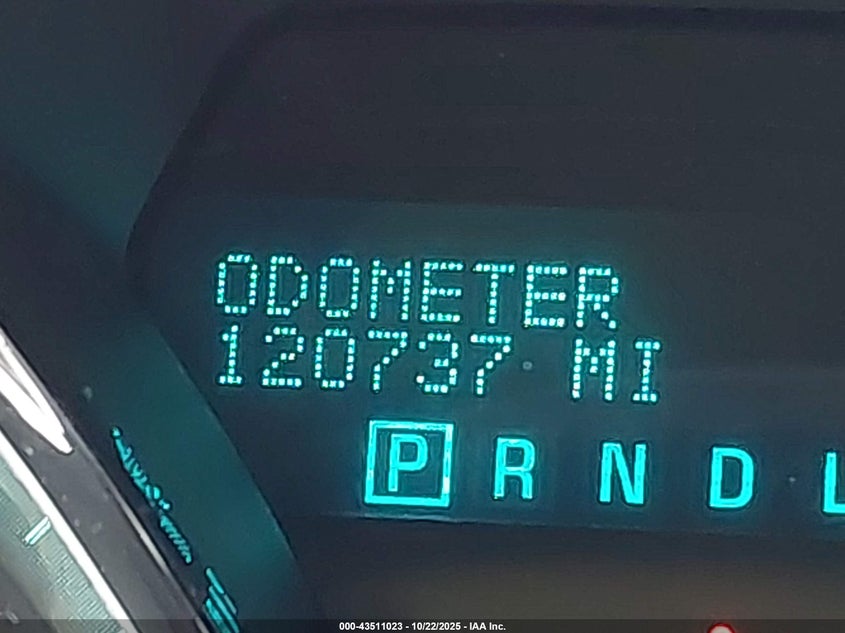 ODOMETER
120737 MI
P R N D L
000-43511023 - 10/22/2025 - IAA Inc.